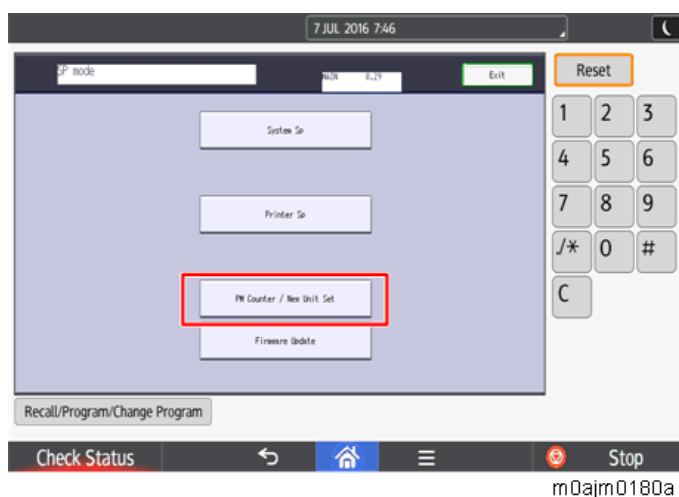 7 JUL 2016 7:46
SP mode
MAIN 0.29
Exit
Reset
System Sp
1 2 3
4 5 6
Printer Sp
7 8 9
./* 0 #
PM Counter / New Unit Set
C
Firmware Update
Recall/Program/Change Program
Check Status
Stop
m0ajm0180a